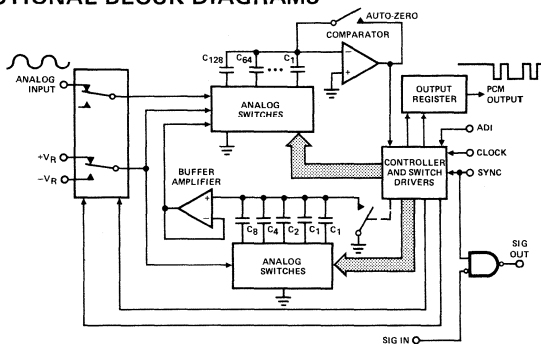 FUNCTIONAL BLOCK DIAGRAMS
AUTO-ZERO
COMPARATOR
C128 C64 C1
ANALOG
INPUT
ANALOG
SWITCHES
OUTPUT
REGISTER
PCM
OUTPUT
ADI
+VR
-VR
BUFFER
AMPLIFIER
CONTROLLER
AND SWITCH
DRIVERS
CLOCK
SYNC
C8 C4 C2 C1 C1
ANALOG
SWITCHES
SIG
OUT
SIG IN